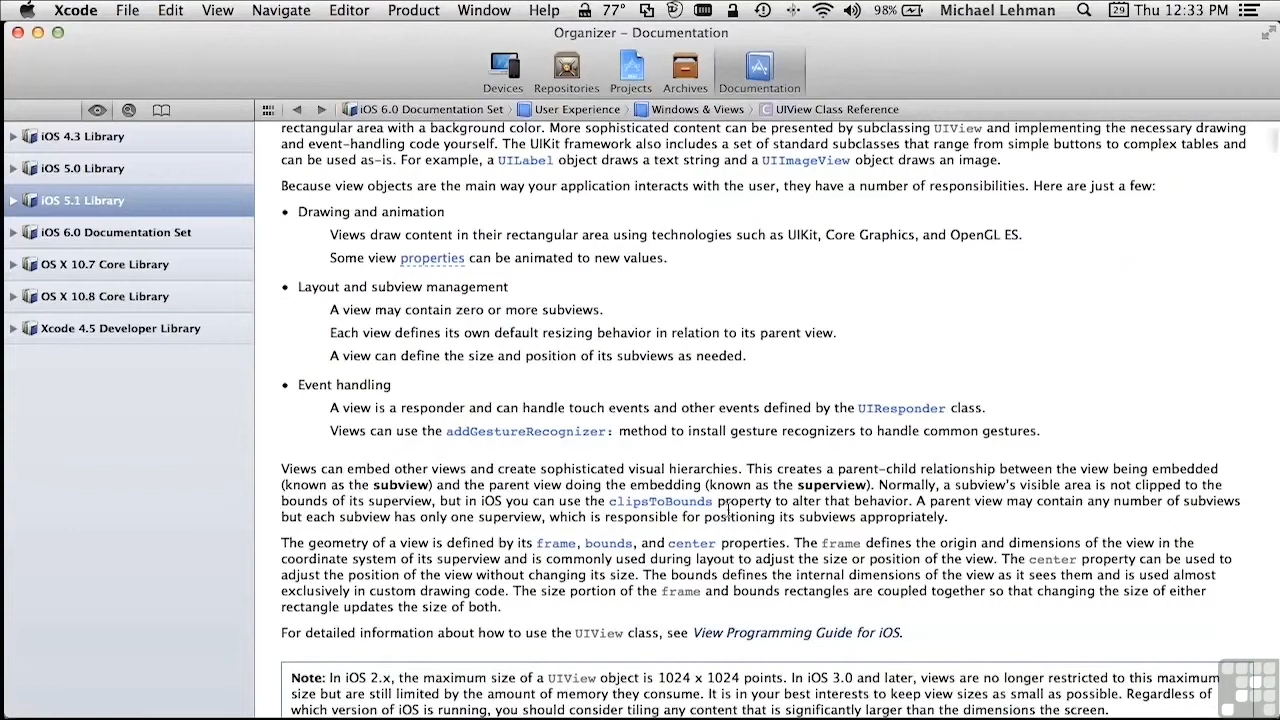 Xcode File Edit View Navigate Editor Product Window Help 77° 98% Michael Lehman 29 Thu 12:33 PM
Organizer – Documentation
Devices Repositories Projects Archives Documentation
iOS 6.0 Documentation Set User Experience Windows & Views C UIView Class Reference
iOS 4.3 Library
iOS 5.0 Library
iOS 5.1 Library
iOS 6.0 Documentation Set
OS X 10.7 Core Library
OS X 10.8 Core Library
Xcode 4.5 Developer Library
rectangular area with a background color. More sophisticated content can be presented by subclassing UIView and implementing the necessary drawing
and event-handling code yourself. The UIKit framework also includes a set of standard subclasses that range from simple buttons to complex tables and
can be used as-is. For example, a UILabel object draws a text string and a UIImageView object draws an image.
Because view objects are the main way your application interacts with the user, they have a number of responsibilities. Here are just a few:
• Drawing and animation
Views draw content in their rectangular area using technologies such as UIKit, Core Graphics, and OpenGL ES.
Some view properties can be animated to new values.
• Layout and subview management
A view may contain zero or more subviews.
Each view defines its own default resizing behavior in relation to its parent view.
A view can define the size and position of its subviews as needed.
• Event handling
A view is a responder and can handle touch events and other events defined by the UIResponder class.
Views can use the addGestureRecognizer: method to install gesture recognizers to handle common gestures.
Views can embed other views and create sophisticated visual hierarchies. This creates a parent-child relationship between the view being embedded
(known as the subview) and the parent view doing the embedding (known as the superview). Normally, a subview's visible area is not clipped to the
bounds of its superview, but in iOS you can use the clipsToBounds property to alter that behavior. A parent view may contain any number of subviews
but each subview has only one superview, which is responsible for positioning its subviews appropriately.
The geometry of a view is defined by its frame, bounds, and center properties. The frame defines the origin and dimensions of the view in the
coordinate system of its superview and is commonly used during layout to adjust the size or position of the view. The center property can be used to
adjust the position of the view without changing its size. The bounds defines the internal dimensions of the view as it sees them and is used almost
exclusively in custom drawing code. The size portion of the frame and bounds rectangles are coupled together so that changing the size of either
rectangle updates the size of both.
For detailed information about how to use the UIView class, see View Programming Guide for iOS.
Note: In iOS 2.x, the maximum size of a UIView object is 1024 x 1024 points. In iOS 3.0 and later, views are no longer restricted to this maximum
size but are still limited by the amount of memory they consume. It is in your best interests to keep view sizes as small as possible. Regardless of
which version of iOS is running, you should consider tiling any content that is significantly larger than the dimensions the screen.